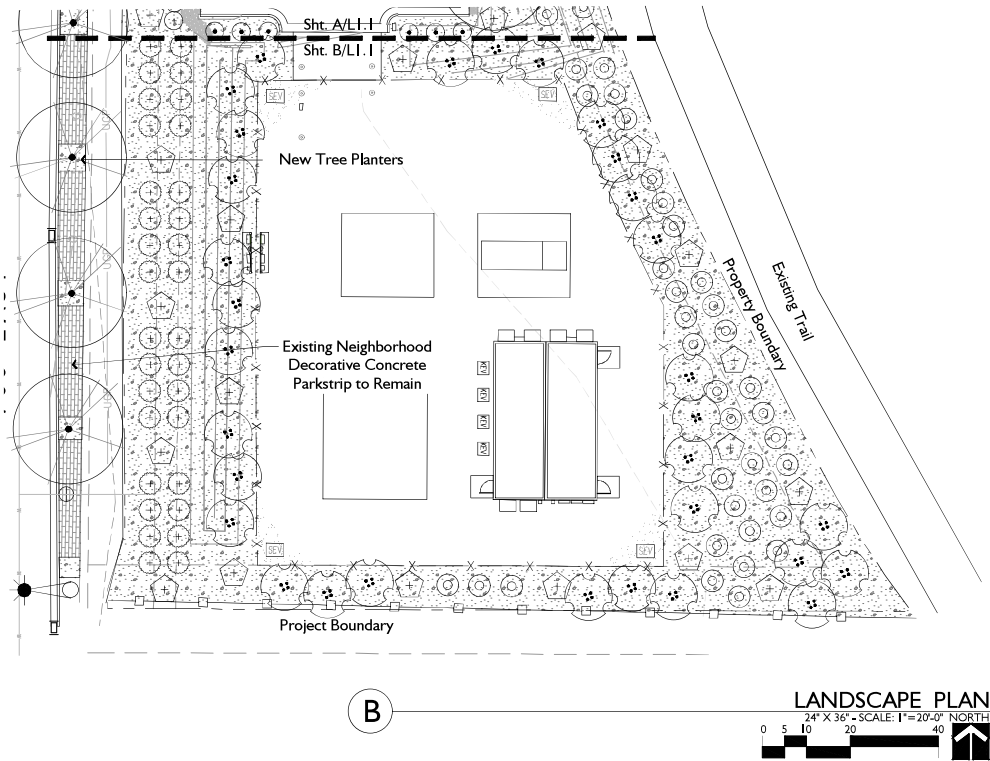 Sht. A/L1.1
Sht. B/L1.1
SEV
SEV
New Tree Planters
Existing Trail
Property Boundary
Existing Neighborhood
Decorative Concrete
Parkstrip to Remain
SEV
SEV
Project Boundary
B
LANDSCAPE PLAN
24" X 36" - SCALE: 1"=20'-0" NORTH
0 5 10 20 40